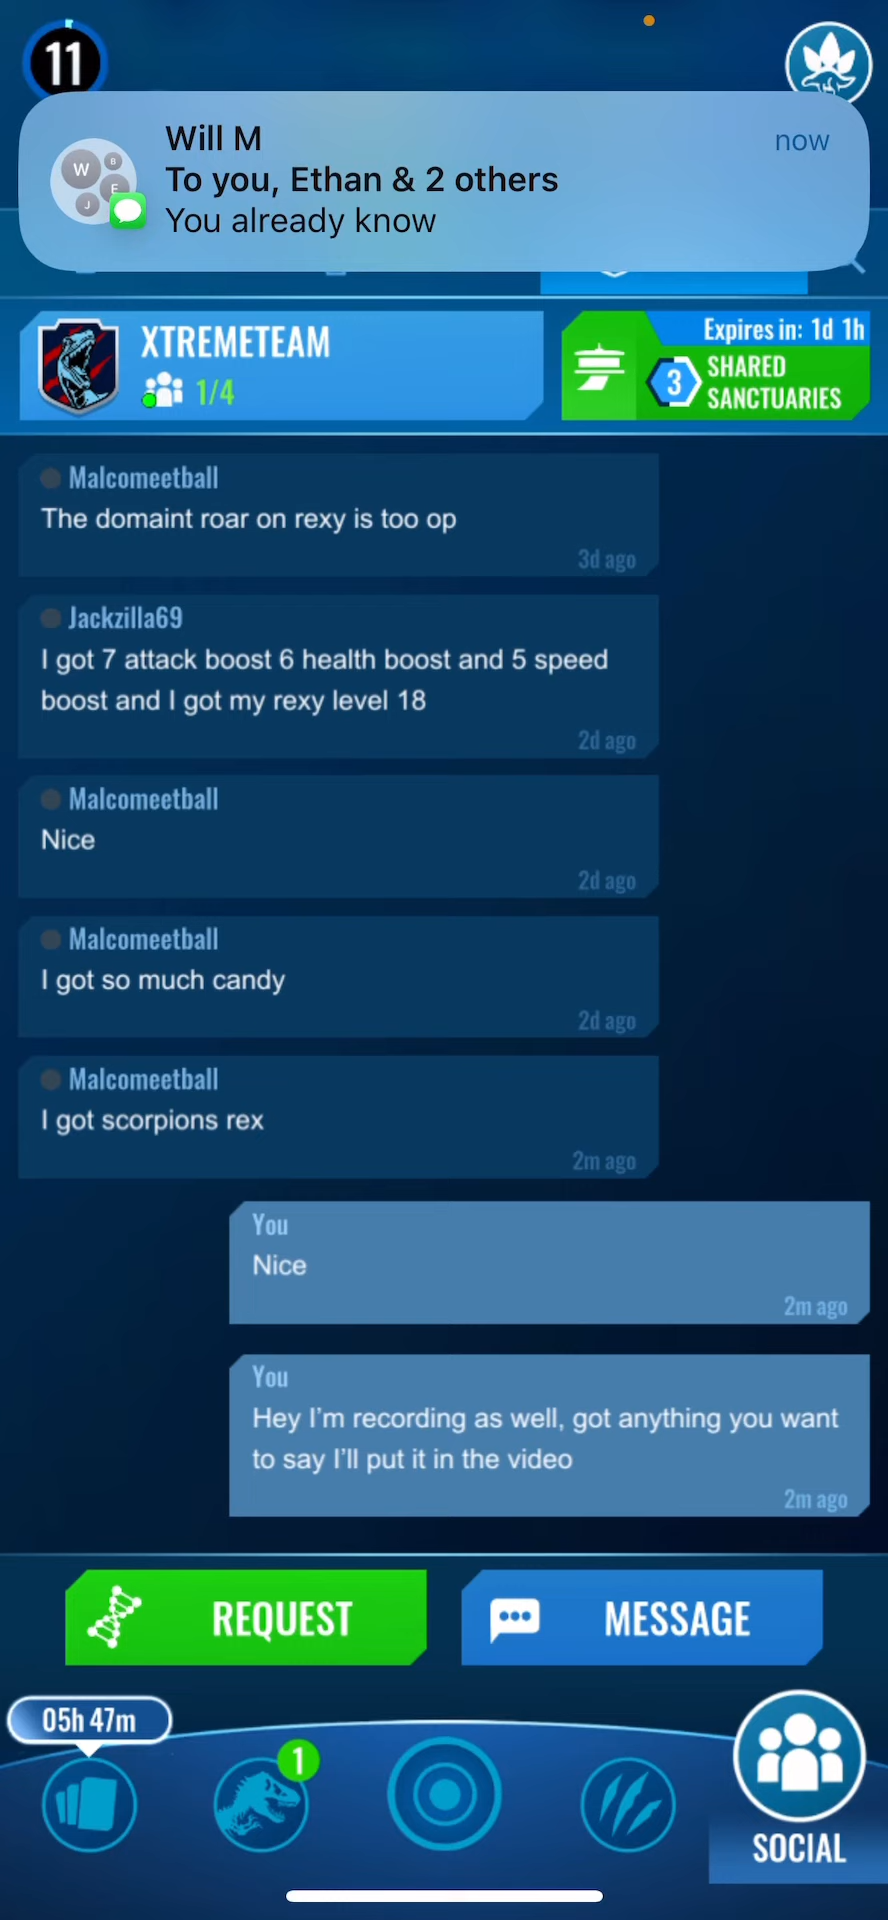 11
Will M
now
To you, Ethan & 2 others
You already know
W
B
E
J
XTREMETEAM
1/4
Expires in: 1d 1h
3
SHARED
SANCTUARIES
Malcomeetball
The domaint roar on rexy is too op
3d ago
Jackzilla69
I got 7 attack boost 6 health boost and 5 speed
boost and I got my rexy level 18
2d ago
Malcomeetball
Nice
2d ago
Malcomeetball
I got so much candy
2d ago
Malcomeetball
I got scorpions rex
2m ago
You
Nice
2m ago
You
Hey I'm recording as well, got anything you want
to say I'll put it in the video
2m ago
REQUEST
MESSAGE
05h 47m
1
SOCIAL